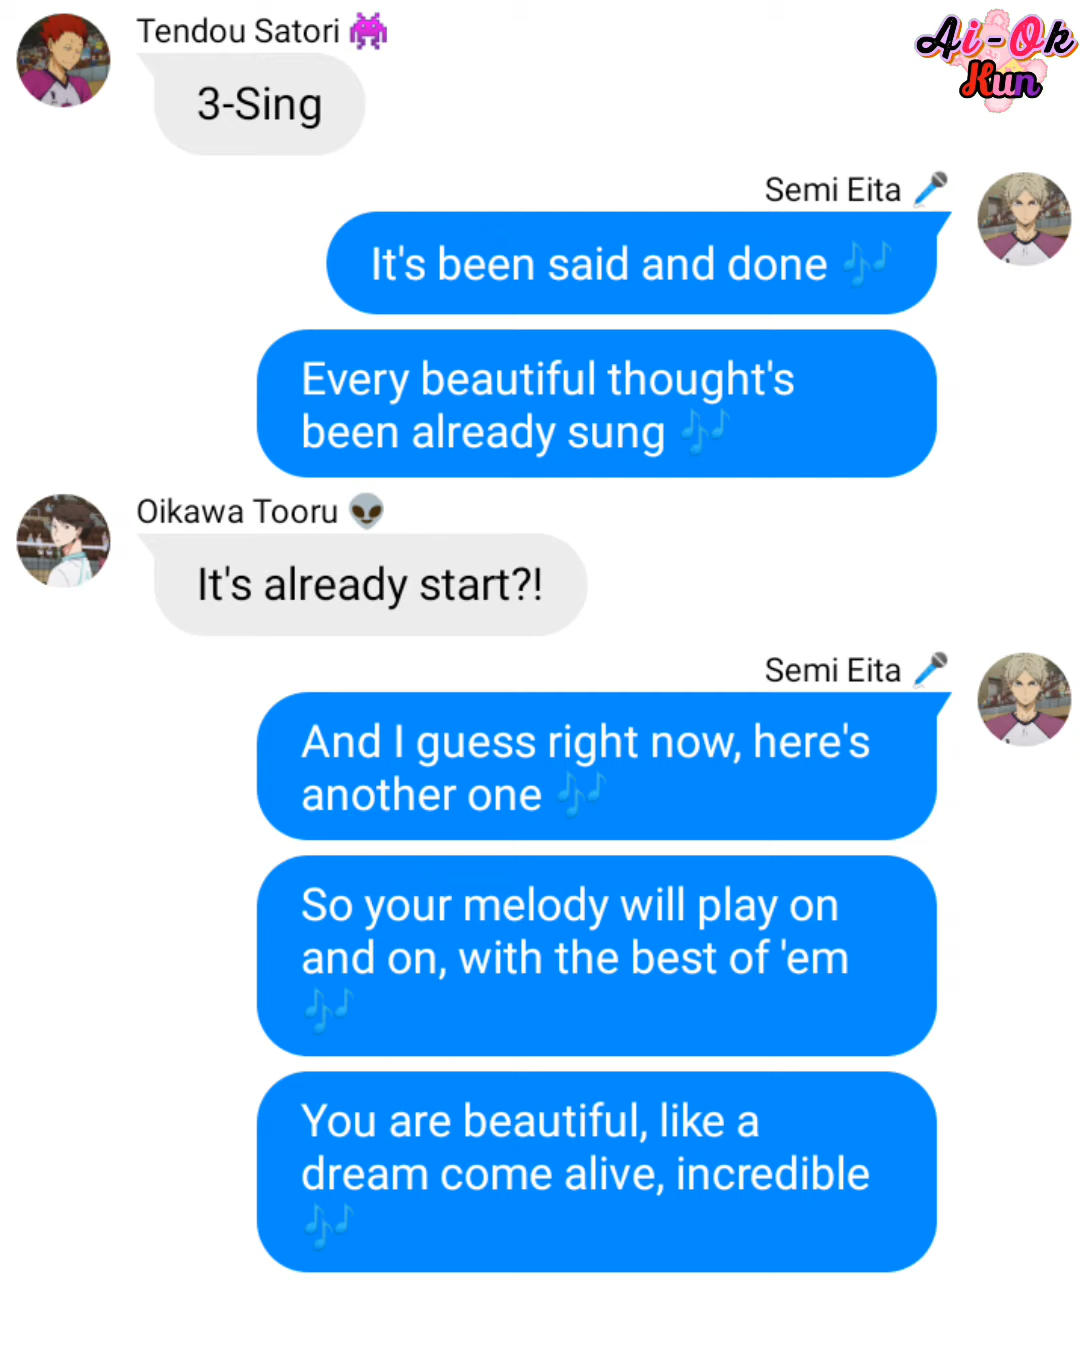 Tendou Satori 👾
Ai-Ok
Kun
3-Sing
Semi Eita 🎤
It's been said and done 🎶
Every beautiful thought's
been already sung 🎶
Oikawa Tooru 👽
It's already start?!
Semi Eita 🎤
And I guess right now, here's
another one 🎶
So your melody will play on
and on, with the best of 'em
🎶
You are beautiful, like a
dream come alive, incredible
🎶